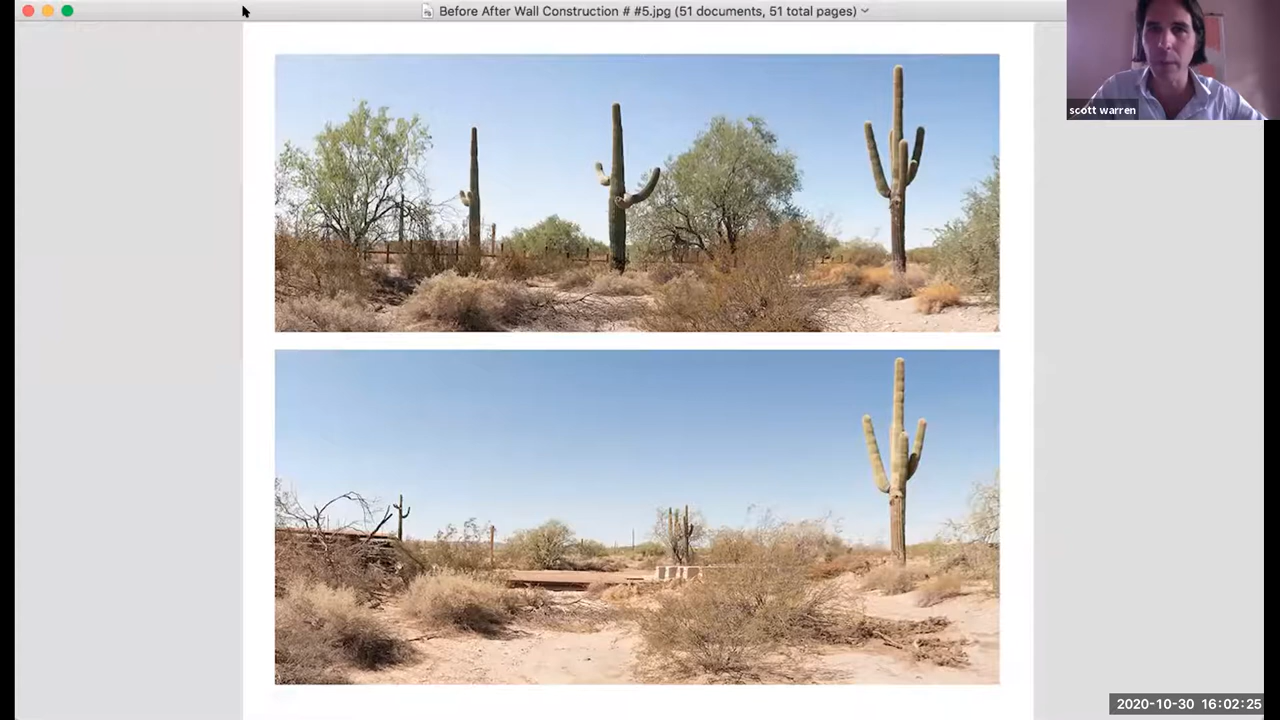 Before After Wall Construction # #5.jpg (51 documents, 51 total pages)
scott warren
2020-10-30 16:02:25